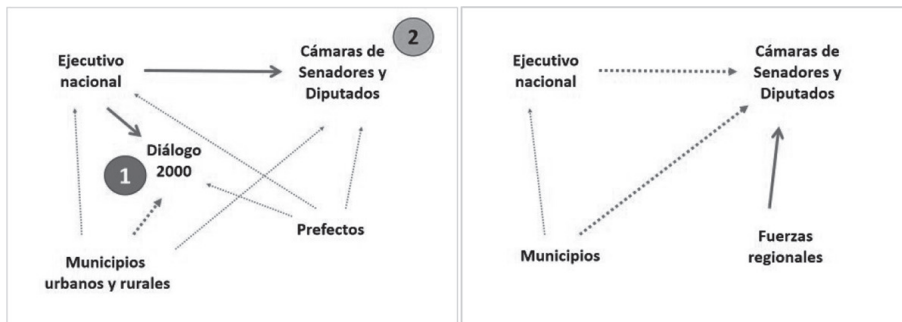 2
Ejecutivo
nacional
Cámaras de
Senadores y
Diputados
Diálogo
2000
1
Prefectos
Municipios
urbanos y rurales
Ejecutivo
nacional
Cámaras de
Senadores y
Diputados
Municipios
Fuerzas
regionales